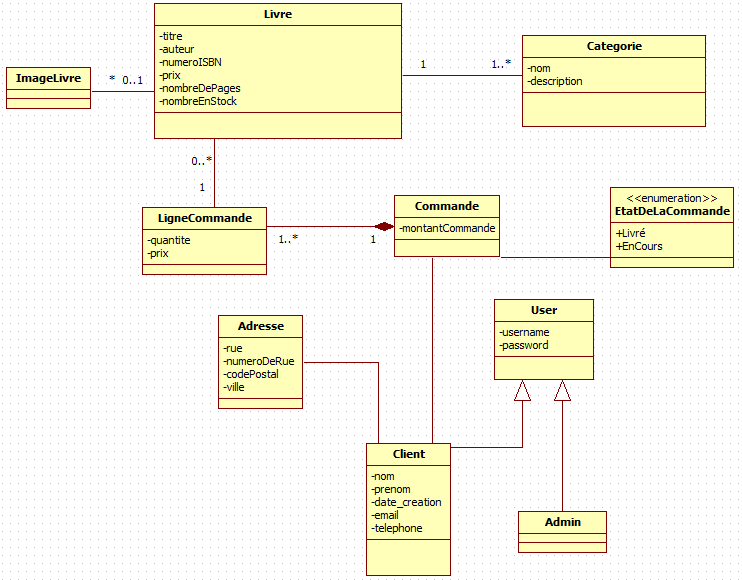 Livre
-titre
-auteur
-numeroISBN
-prix
-nombreDePages
-nombreEnStock
Categorie
-nom
-description
1
1..*
ImageLivre
*
0..1
0..*
1
LigneCommande
-quantite
-prix
1..*
1
Commande
-montantCommande
<<enumeration>>
EtatDeLaCommande
+Livré
+EnCours
User
-username
-password
Adresse
-rue
-numeroDeRue
-codePostal
-ville
Client
-nom
-prenom
-date_creation
-email
-telephone
Admin